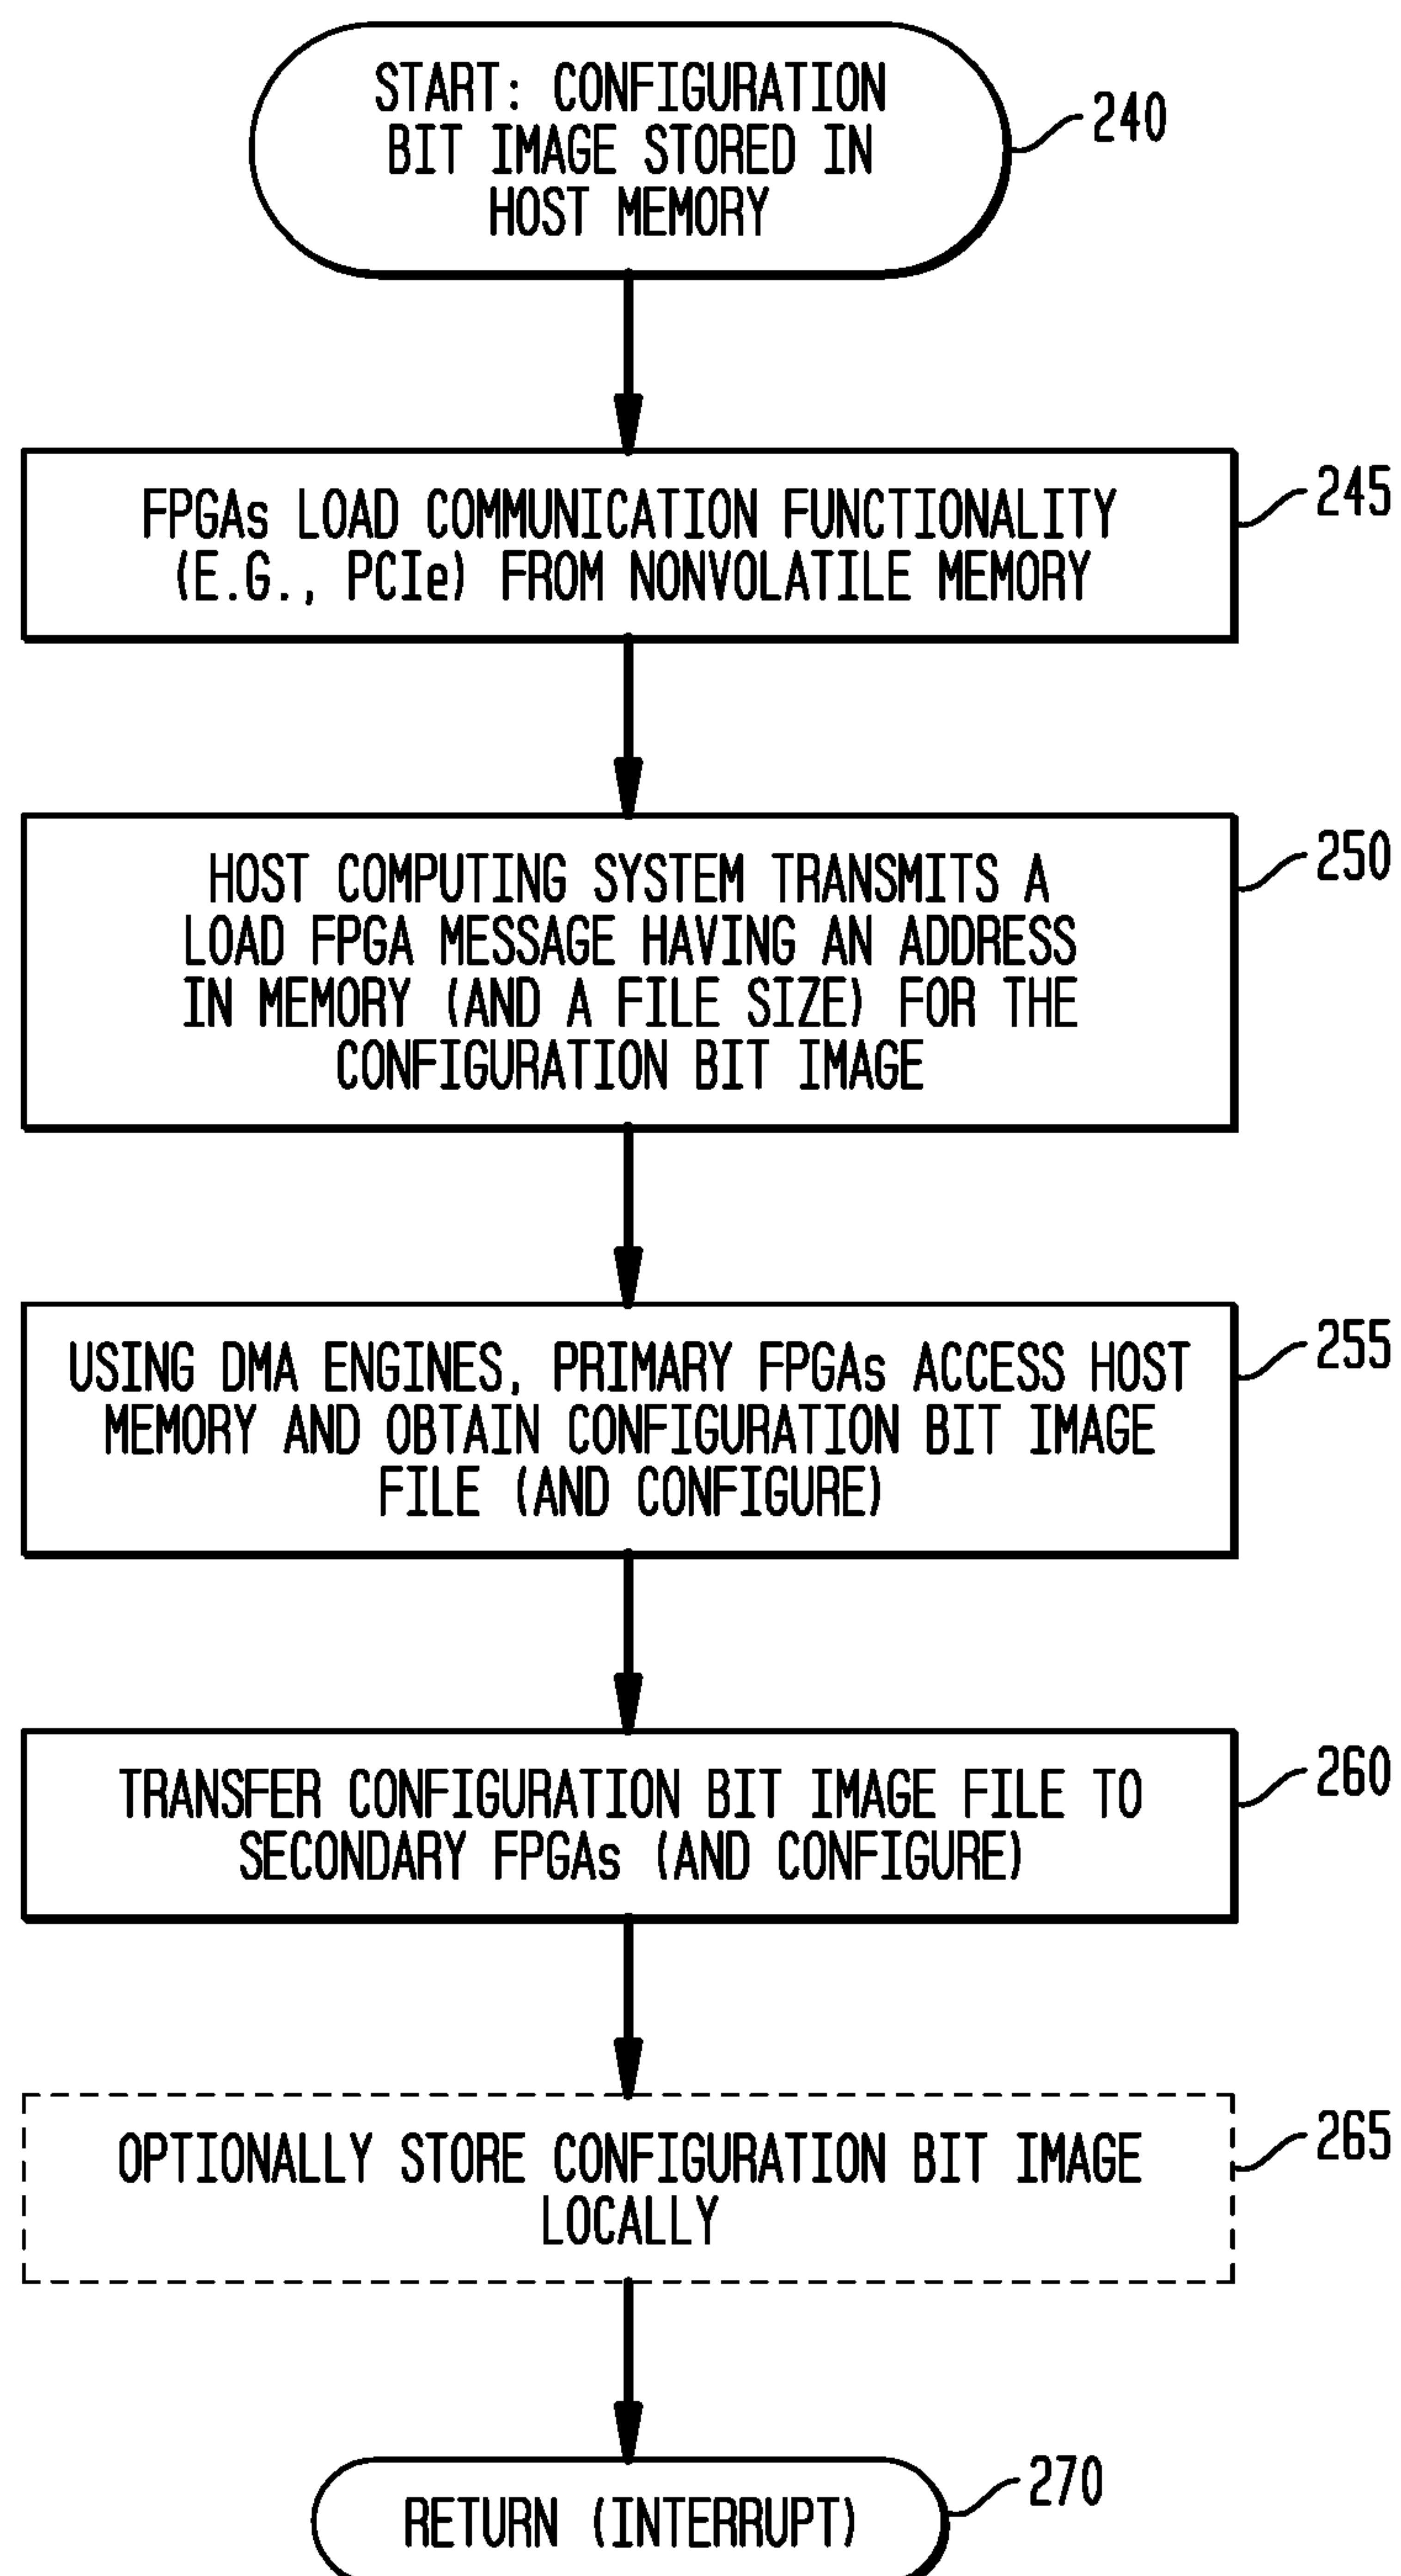 START: CONFIGURATION
BIT IMAGE STORED IN
HOST MEMORY
240
FPGAs LOAD COMMUNICATION FUNCTIONALITY
(E.G., PCIe) FROM NONVOLATILE MEMORY
245
HOST COMPUTING SYSTEM TRANSMITS A
LOAD FPGA MESSAGE HAVING AN ADDRESS
IN MEMORY (AND A FILE SIZE) FOR THE
CONFIGURATION BIT IMAGE
250
USING DMA ENGINES, PRIMARY FPGAs ACCESS HOST
MEMORY AND OBTAIN CONFIGURATION BIT IMAGE
FILE (AND CONFIGURE)
255
TRANSFER CONFIGURATION BIT IMAGE FILE TO
SECONDARY FPGAs (AND CONFIGURE)
260
OPTIONALLY STORE CONFIGURATION BIT IMAGE
LOCALLY
265
RETURN (INTERRUPT)
270